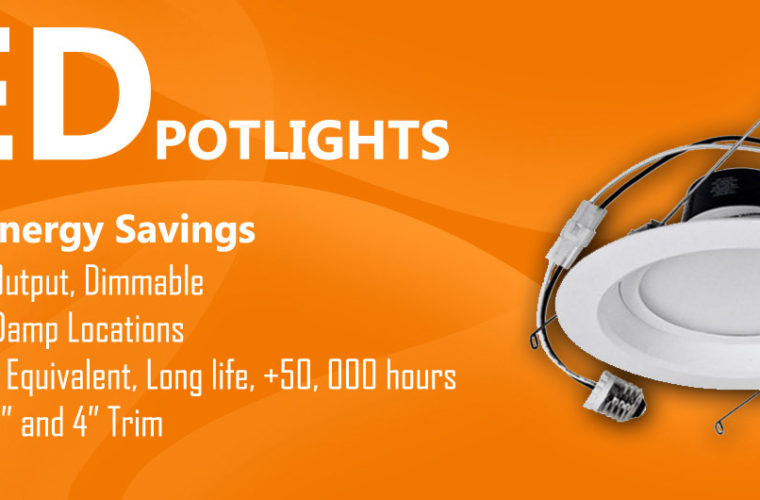 ED POTLIGHTS
nergy Savings
utput, Dimmable
Damp Locations
Equivalent, Long life, +50, 000 hours
” and 4” Trim